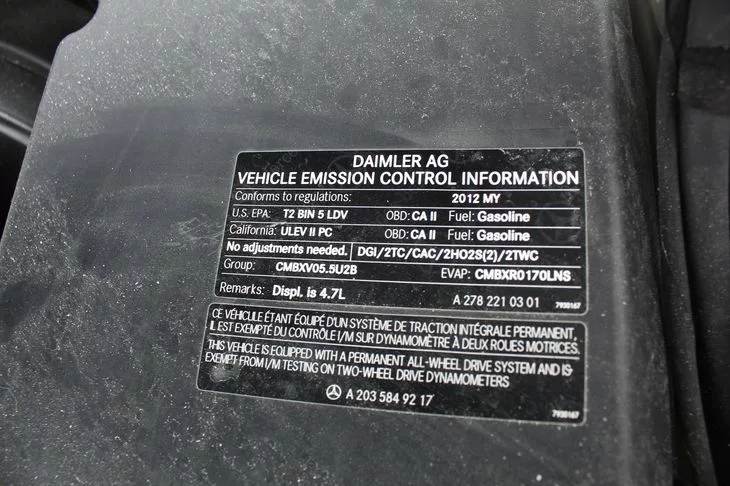 DAIMLER AG
VEHICLE EMISSION CONTROL INFORMATION
Conforms to regulations: 2012 MY
U.S. EPA: T2 BIN 5 LDV OBD: CA II Fuel: Gasoline
California: ULEV II PC OBD: CA II Fuel: Gasoline
No adjustments needed. DGI/2TC/CAC/2HO2S(2)/2TWC
Group: CMBXV05.5U2B EVAP: CMBXR0170LNS
Remarks: Displ. is 4.7L A 278 221 03 01 7930167
CE VÉHICULE ÉTANT ÉQUIPÉ D'UN SYSTÈME DE TRACTION INTÉGRALE PERMANENT,
IL EST EXEMPTÉ DU CONTRÔLE I/M SUR DYNAMOMÈTRE À DEUX ROUES MOTRICES.
THIS VEHICLE IS EQUIPPED WITH A PERMANENT ALL-WHEEL DRIVE SYSTEM AND IS
EXEMPT FROM I/M TESTING ON TWO-WHEEL DRIVE DYNAMOMETERS
A 203 584 92 17 7930167